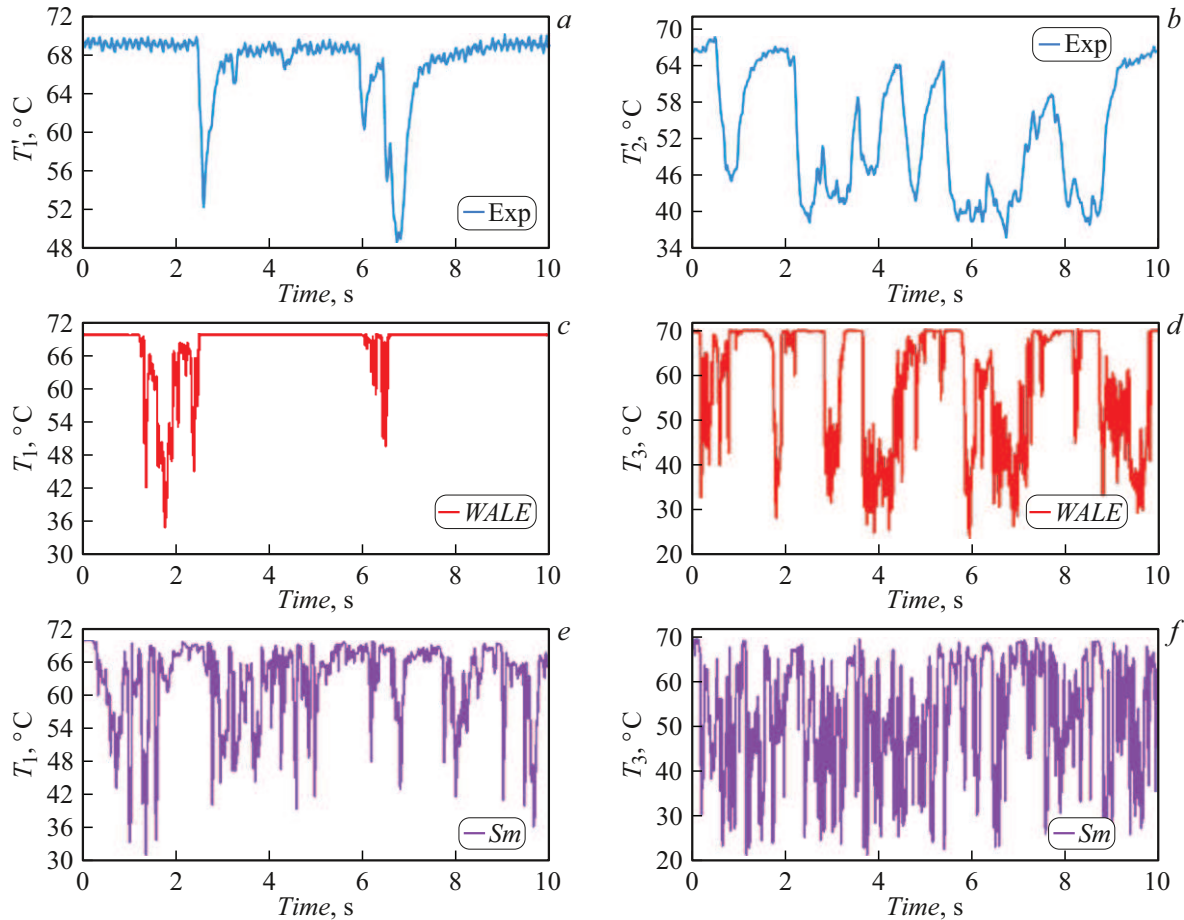 a
72
68
64
60
56
52
48
T′₁, °C
Exp
0 2 4 6 8 10
Time, s
b
70
64
58
52
46
40
34
T′₂, °C
Exp
0 2 4 6 8 10
Time, s
c
72
66
60
54
48
42
36
30
T₁, °C
WALE
0 2 4 6 8 10
Time, s
d
70
60
50
40
30
20
T₃, °C
WALE
0 2 4 6 8 10
Time, s
e
72
66
60
54
48
42
36
30
T₁, °C
Sm
0 2 4 6 8 10
Time, s
f
70
60
50
40
30
20
T₃, °C
Sm
0 2 4 6 8 10
Time, s